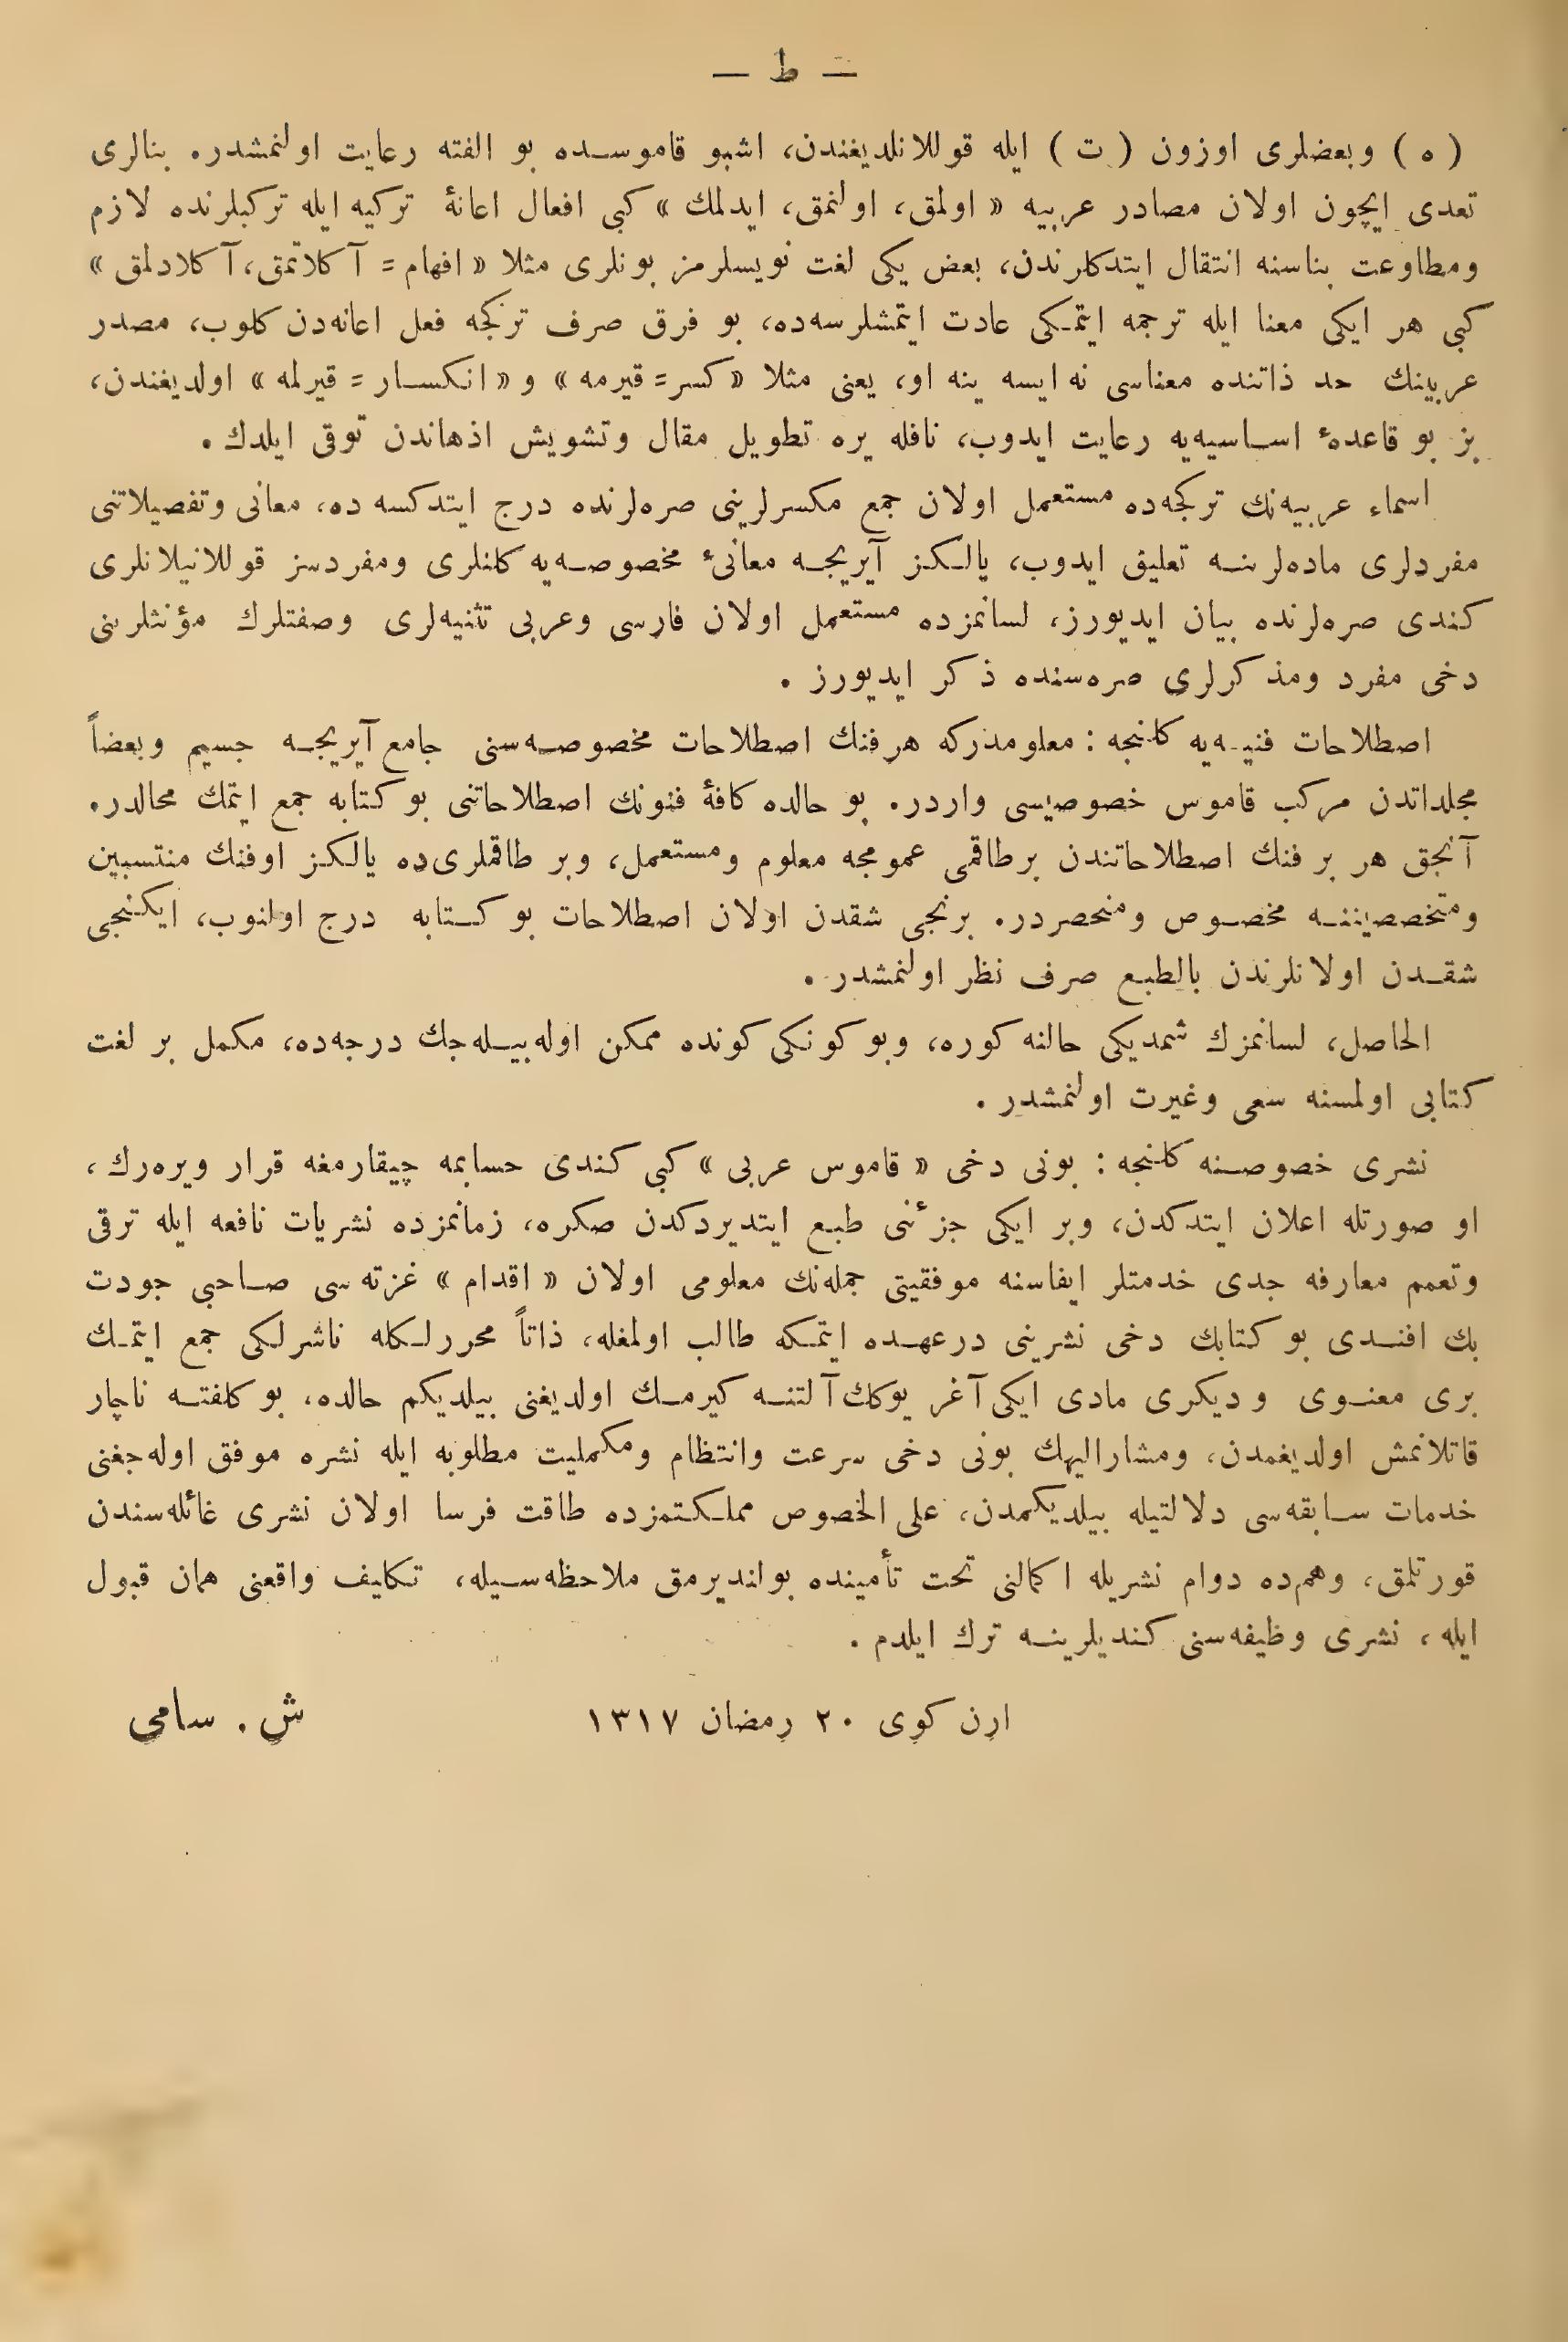 — ط —
( ه ) وبعضلری اوزون ( ت ) ایله قوللانلدیغندن، اشبو قاموسده بو الفته رعایت اولنمشدر. بنالری
تعدی ایچون اولان مصادر عربیه « اولمق، اولنمق، ایدلمك » کبی افعال اعانۀ ترکیه ایله ترکیبلرنده لازم
ومطاوعت بناسنه انتقال ایتدکلرندن، بعض یکی لغت نویسلرمز بونلری مثلا « افهام = آکلاتمق، آکلادلمق »
کبی هر ایکی معنا ایله ترجمه ایتمکی عادت ایتمشلرسه‌ده، بو فرق صرف ترکجه فعل اعانه‌دن کلوب، مصدر
عربینك حد ذاتنده معناسی نه ایسه ینه او، یعنی مثلا « کسر = قیرمه» و « انکسار = قیرلمه » اولدیغندن،
بز بو قاعدۀ اساسیه‌یه رعایت ایدوب، نافله یره تطویل مقال وتشویش اذهاندن توقی ایلدك .
اسماء عربیه‌نك ترکجه‌ده مستعمل اولان جمع مکسرلرینی صره‌لرنده درج ایتدکسه ده، معانی وتفصیلاتنی
مفردلری ماده‌لرینه تعلیق ایدوب، یالکز آیریجه معانیٔ مخصوصه‌یه کلنلری ومفردسز قوللانیلانلری
کندی صره‌لرنده بیان ایدیورز، لسانمزده مستعمل اولان فارسی وعربی تثنیه‌لری وصفتلرك مؤنثلرینی
دخی مفرد ومذکرلری صره‌سنده ذکر ایدیورز .
اصطلاحات فنیه‌یه کلنجه : معلومدرکه هر فنك اصطلاحات مخصوصه‌سنی جامع آیریجه جسیم وبعضاً
مجلداتدن مرکب قاموس خصوصیسی واردر. بو حالده کافۀ فنونك اصطلاحاتنی بو کتابه جمع ایتمك محالدر.
آنجق هر بر فنك اصطلاحاتندن برطاقمی عمومجه معلوم ومستعمل، وبر طاقملری‌ده یالکز اوفنك منتسبین
ومتخصصیننه مخصوص ومنحصردر. برنجی شقدن اولان اصطلاحات بو کتابه درج اولنوب، ایکنجی
شقدن اولانلرندن بالطبع صرف نظر اولنمشدر .
الحاصل، لسانمزك شمدیکی حالنه کوره، وبو کونکی کونده ممکن اوله‌بیله‌جك درجه‌ده، مکمل بر لغت
کتابی اولمسنه سعی وغیرت اولنمشدر .
نشری خصوصنه کلنجه : بونی دخی « قاموس عربی » کبی کندی حسابمه چیقارمغه قرار ویره‌رك ،
او صورتله اعلان ایتدکدن، وبر ایکی جزئنی طبع ایتدیردکدن صکره، زمانمزده نشریات نافعه ایله ترقی
وتعمم معارفه جدی خدمتلر ایفاسنه موفقیتی جمله‌نك معلومی اولان « اقدام » غزته‌سی صاحبی جودت
بك افندی بو کتابك دخی نشرینی درعهده ایتمکه طالب اولمغله، ذاتاً محررلکله ناشرلکی جمع ایتمك
بری معنوی ودیکری مادی ایکی آغر یوکك آلتنه کیرمك اولدیغنی بیلدیکم حالده، بو کلفته ناچار
قاتلانمش اولدیغمدن، ومشارالیهك بونی دخی سرعت وانتظام ومکملیت مطلوبه ایله نشره موفق اوله‌جغنی
خدمات سابقه‌سی دلالتیله بیلدیکمدن، علی الخصوص مملکتمزده طاقت فرسا اولان نشری غائله‌سندن
قورتلمق، وهم‌ده دوام نشریله اکمالنی تحت تأمینده بولندیرمق ملاحظه‌سیله، تکلیف واقعنی همان قبول
ایله ، نشری وظیفه‌سنی کندیلرینه ترك ایلدم .
ارن کوی ۲۰ رمضان ۱۳۱۷ ش . سامی